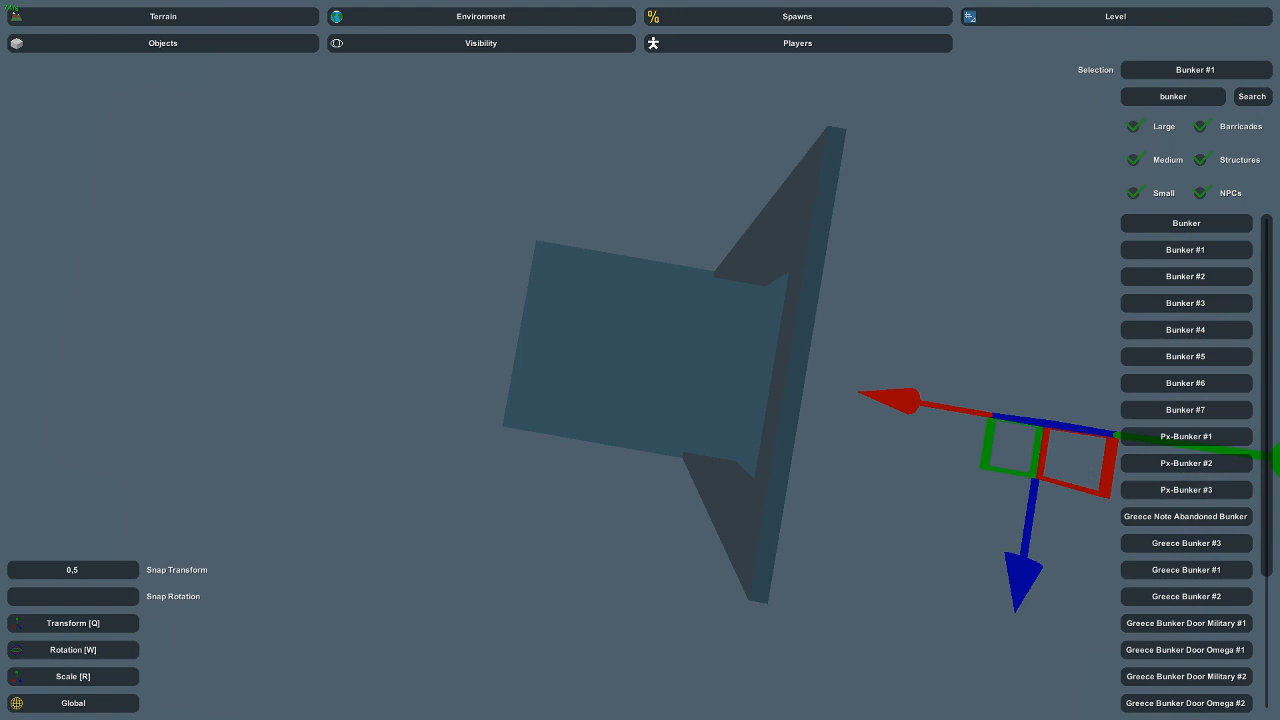 Terrain
Environment
Spawns
Level
Objects
Visibility
Players
Selection
Bunker #1
bunker
Search
Large
Barricades
Medium
Structures
Small
NPCs
Bunker
Bunker #1
Bunker #2
Bunker #3
Bunker #4
Bunker #5
Bunker #6
Bunker #7
Px-Bunker #1
Px-Bunker #2
Px-Bunker #3
Greece Note Abandoned Bunker
Greece Bunker #3
Greece Bunker #1
Greece Bunker #2
Greece Bunker Door Military #1
Greece Bunker Door Omega #1
Greece Bunker Door Military #2
Greece Bunker Door Omega #2
0,5
Snap Transform
Snap Rotation
Transform [Q]
Rotation [W]
Scale [R]
Global